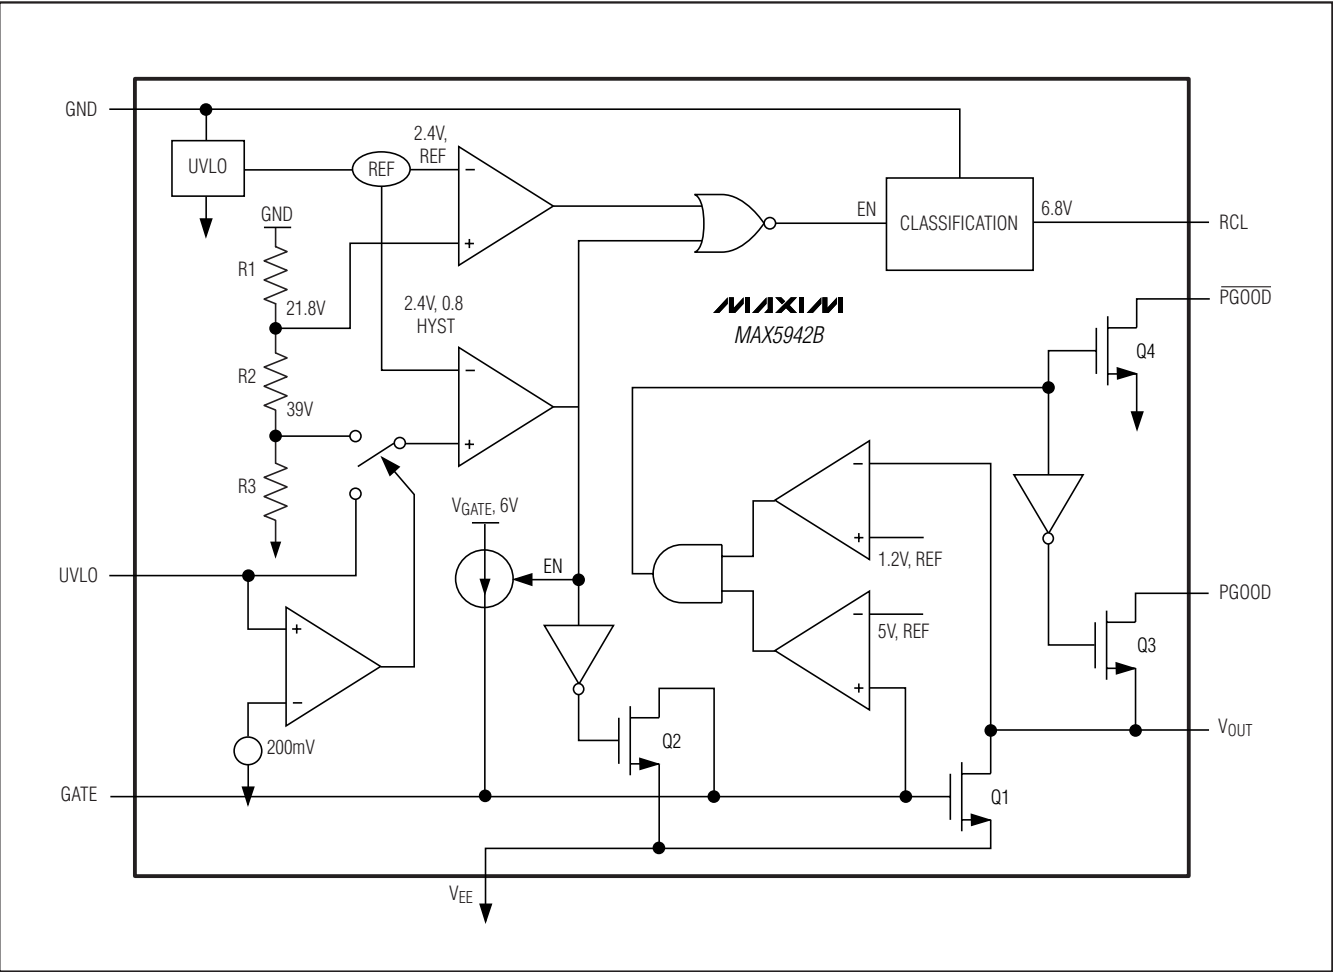 GND
UVLO
REF
2.4V,
REF
−
+
GND
R1
21.8V
R2
39V
R3
2.4V, 0.8
HYST
−
+
EN
CLASSIFICATION
6.8V
RCL
MAXIM
MAX5942B
PGOOD
Q4
VGATE, 6V
EN
−
+
1.2V, REF
−
5V, REF
+
UVLO
+
−
200mV
Q2
PGOOD
Q3
VOUT
GATE
Q1
VEE